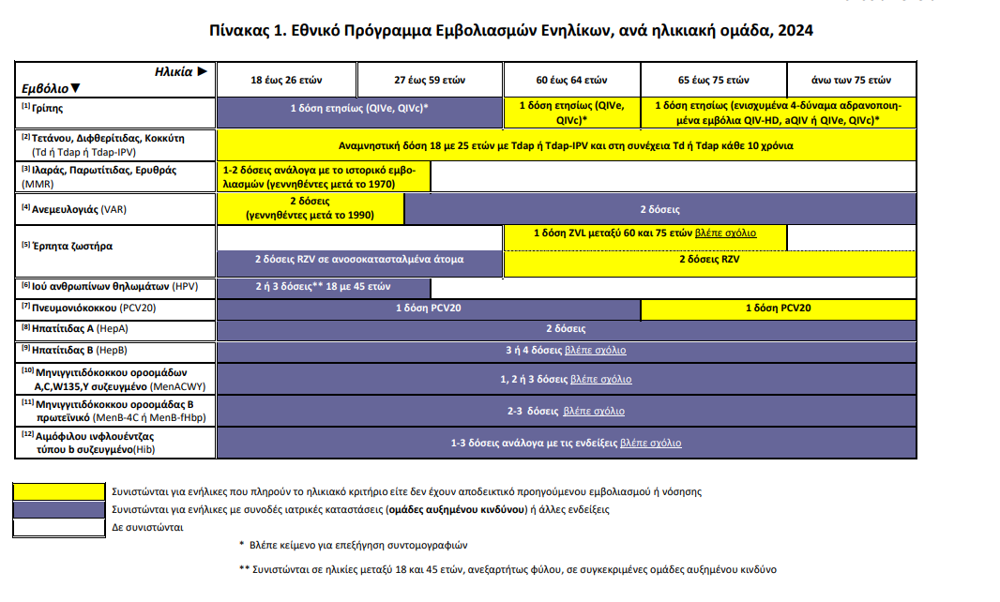 Πίνακας 1. Εθνικό Πρόγραμμα Εμβολιασμών Ενηλίκων, ανά ηλικιακή ομάδα, 2024
Ηλικία ►
Εμβόλιο ▼
18 έως 26 ετών
27 έως 59 ετών
60 έως 64 ετών
65 έως 75 ετών
άνω των 75 ετών
[1] Γρίπης
1 δόση ετησίως (QIVe, QIVc)*
1 δόση ετησίως (QIVe,
QIVc)*
1 δόση ετησίως (ενισχυμένα 4-δύναμα αδρανοποιη-
μένα εμβόλια QIV-HD, aQIV ή QIVe, QIVc)*
[2] Τετάνου, Διφθερίτιδας, Κοκκύτη
(Td ή Tdap ή Tdap-IPV)
Αναμνηστική δόση 18 με 25 ετών με Tdap ή Tdap-IPV και στη συνέχεια Td ή Tdap κάθε 10 χρόνια
[3] Ιλαράς, Παρωτίτιδας, Ερυθράς
(MMR)
1-2 δόσεις ανάλογα με το ιστορικό εμβο-
λιασμών (γεννηθέντες μετά το 1970)
[4] Ανεμευλογιάς (VAR)
2 δόσεις
(γεννηθέντες μετά το 1990)
2 δόσεις
[5] Έρπητα ζωστήρα
1 δόση ZVL μεταξύ 60 και 75 ετών βλέπε σχόλιο
2 δόσεις RZV σε ανοσοκατασταλμένα άτομα
2 δόσεις RZV
[6] Ιού ανθρωπίνων θηλωμάτων (HPV)
2 ή 3 δόσεις** 18 με 45 ετών
[7] Πνευμονιόκοκκου (PCV20)
1 δόση PCV20
1 δόση PCV20
[8] Ηπατίτιδας Α (HepA)
2 δόσεις
[9] Ηπατίτιδας Β (HepB)
3 ή 4 δόσεις βλέπε σχόλιο
[10] Μηνιγγιτιδόκοκκου οροομάδων
A,C,W135,Y συζευγμένο (MenACWY)
1, 2 ή 3 δόσεις βλέπε σχόλιο
[11] Μηνιγγιτιδόκοκκου οροομάδας Β
πρωτεϊνικό (MenB-4C ή MenB-fHbp)
2-3 δόσεις βλέπε σχόλιο
[12] Αιμόφιλου ινφλουέντζας
τύπου b συζευγμένο(Hib)
1-3 δόσεις ανάλογα με τις ενδείξεις βλέπε σχόλιο
Συνιστώνται για ενήλικες που πληρούν το ηλικιακό κριτήριο είτε δεν έχουν αποδεικτικό προηγούμενου εμβολιασμού ή νόσησης
Συνιστώνται για ενήλικες με συνοδές ιατρικές καταστάσεις (ομάδες αυξημένου κινδύνου) ή άλλες ενδείξεις
Δε συνιστώνται
* Βλέπε κείμενο για επεξήγηση συντομογραφιών
** Συνιστώνται σε ηλικίες μεταξύ 18 και 45 ετών, ανεξαρτήτως φύλου, σε συγκεκριμένες ομάδες αυξημένου κινδύνο